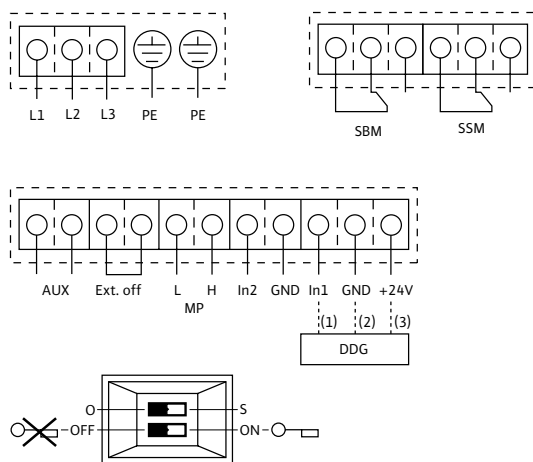 L1 L2 L3 PE PE
SBM SSM
AUX Ext. off L H In2 GND In1 GND +24V
MP
(1) (2) (3)
DDG
O S
OFF ON